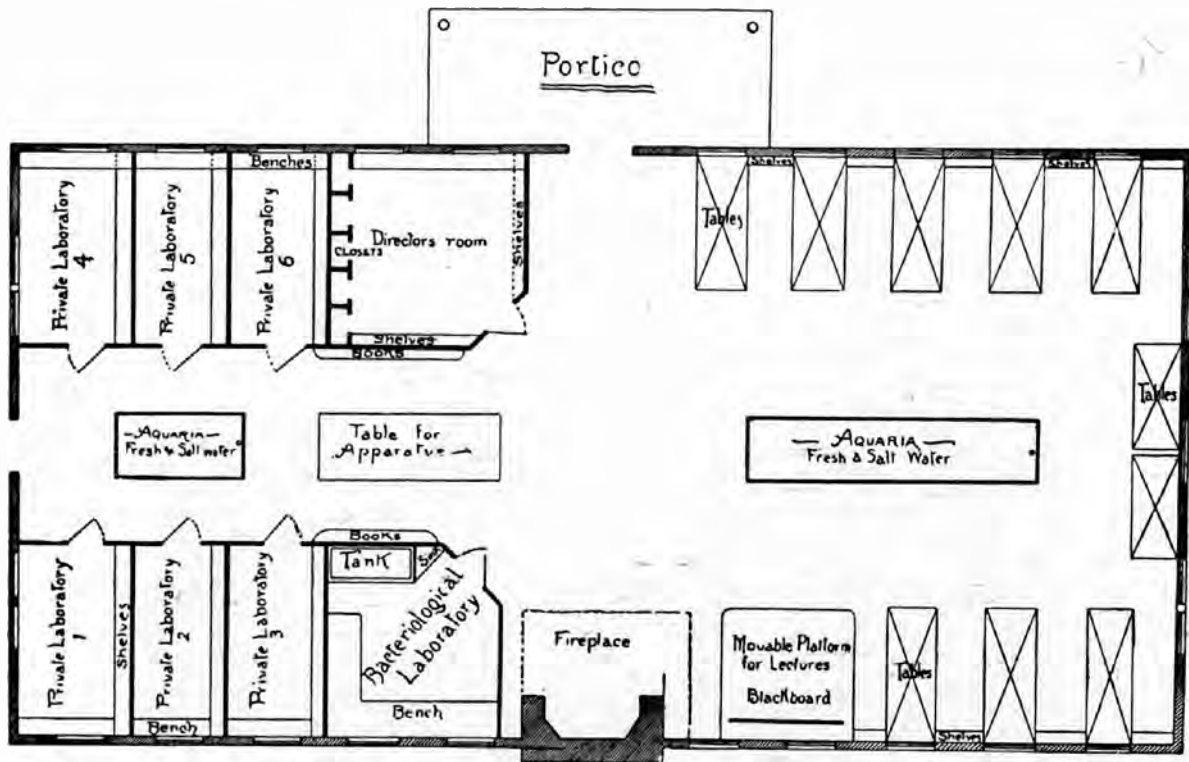 Portico
Benches
Shelves
Shelves
Private Laboratory
4
Private Laboratory
5
Private Laboratory
6
CLOSETS
Directors room
Shelves
Tables
Shelves
Books
Tables
AQUARIA
Fresh & Salt water
Table for
Apparatus
AQUARIA
Fresh & Salt Water
Books
Tank
Sink
Private Laboratory
1
Shelves
Private Laboratory
2
Private Laboratory
3
Bacteriological
Laboratory
Fireplace
Movable Platform
for Lectures
Blackboard
Tables
Bench
Bench
Shelves